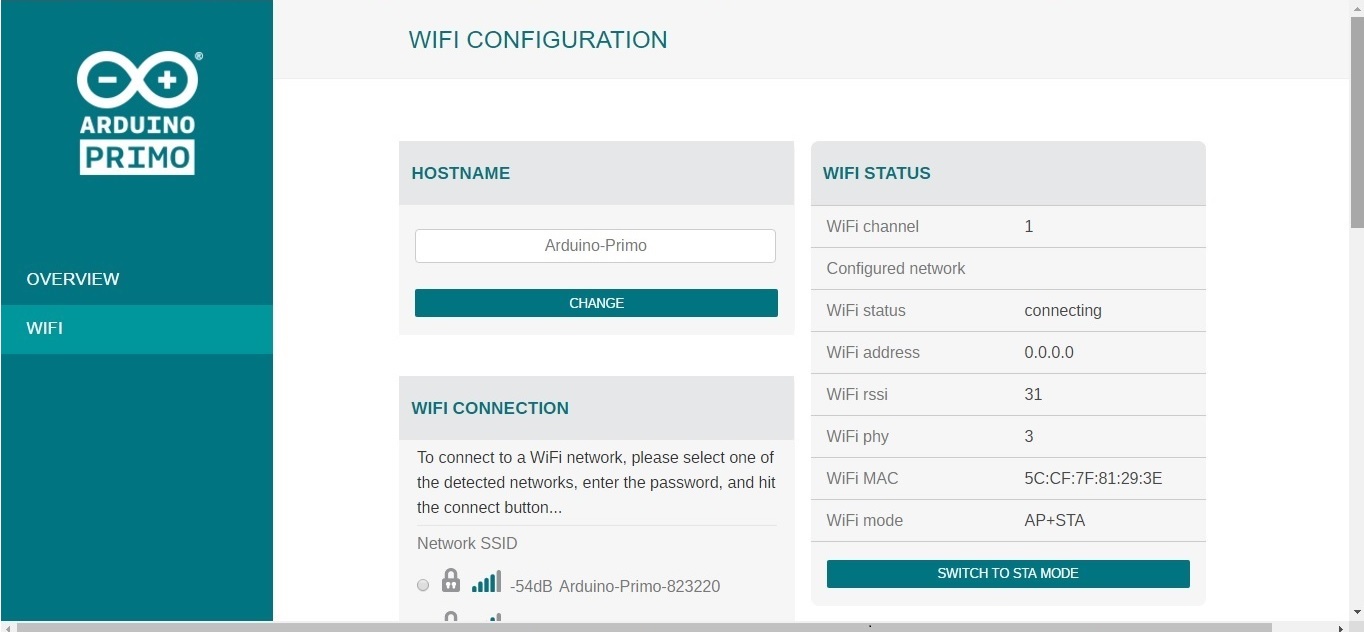 ®
ARDUINO
PRIMO
OVERVIEW
WIFI
WIFI CONFIGURATION
HOSTNAME
Arduino-Primo
CHANGE
WIFI CONNECTION
To connect to a WiFi network, please select one of
the detected networks, enter the password, and hit
the connect button...
Network SSID
-54dB Arduino-Primo-823220
WIFI STATUS
WiFi channel 1
Configured network
WiFi status connecting
WiFi address 0.0.0.0
WiFi rssi 31
WiFi phy 3
WiFi MAC 5C:CF:7F:81:29:3E
WiFi mode AP+STA
SWITCH TO STA MODE